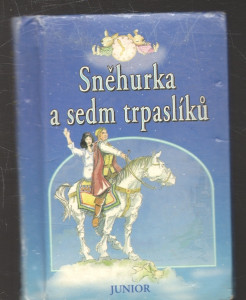 Sněhurka
a sedm trpaslíků
JUNIOR